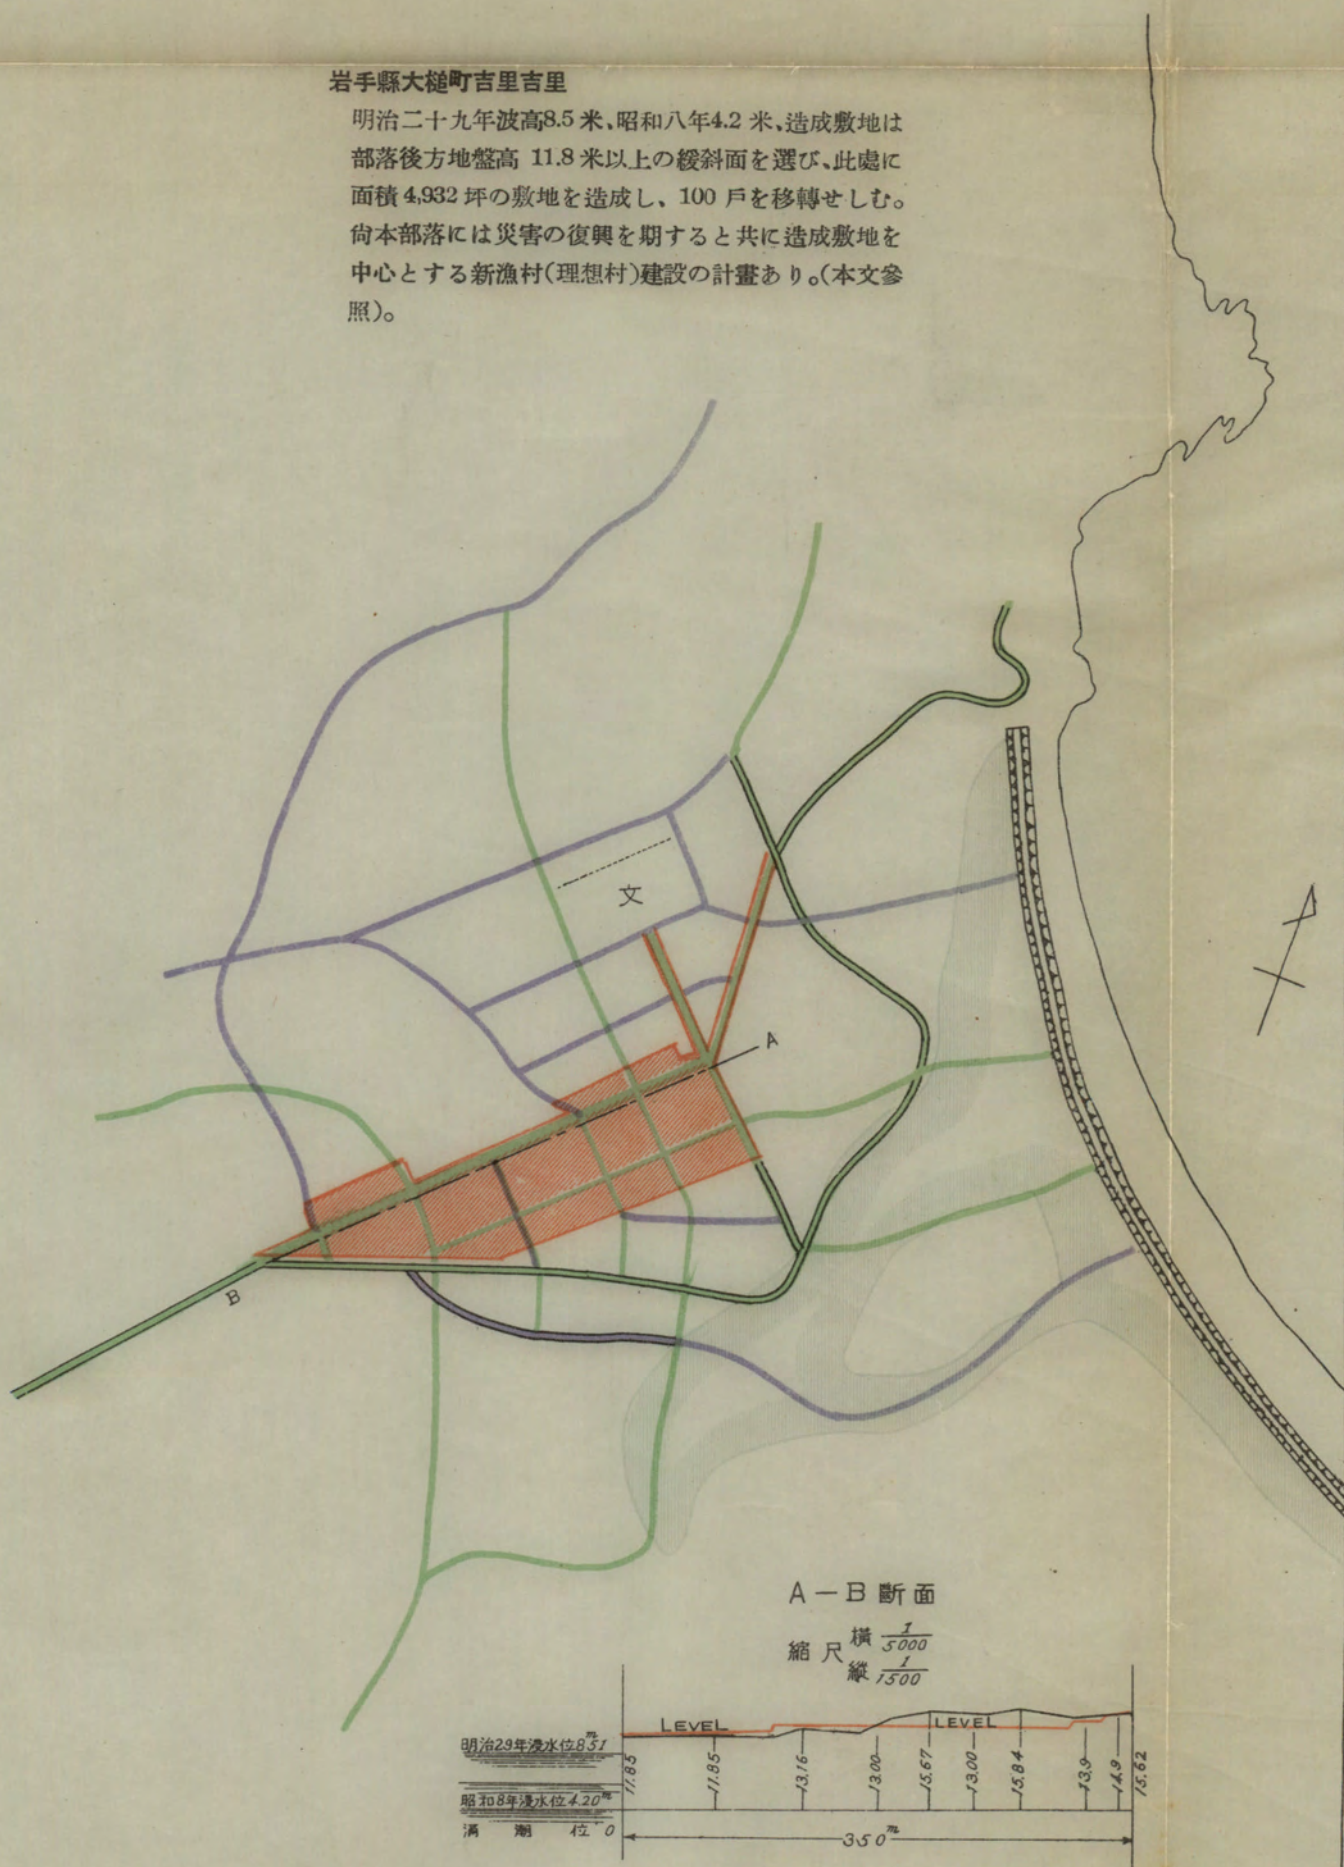 岩手縣大槌町吉里吉里
明治二十九年波高8.5米、昭和八年4.2米、造成敷地は
部落後方地盤高 11.8米以上の緩斜面を選び、此處に
面積4,932坪の敷地を造成し、100戸を移轉せしむ。
尙本部落には災害の復興を期すると共に造成敷地を
中心とする新漁村(理想村)建設の計畫あり。(本文參
照)。
文
A
B
A—B 斷面
縮尺 橫 1/5000
縱 1/1500
LEVEL
LEVEL
明治29年浸水位8.51m
昭和8年浸水位4.20m
滿潮位 0
11.85
11.85
13.16
13.00
15.67
13.00
15.84
13.9
14.9
15.62
350m